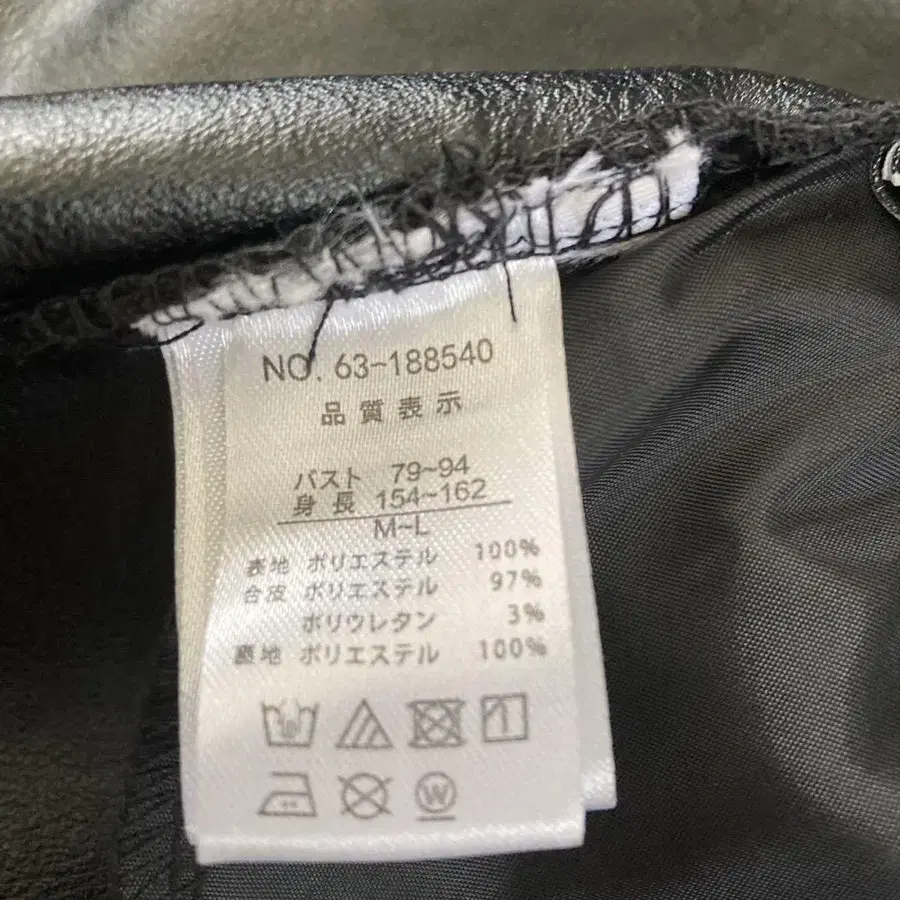 NO. 63-188540
品質表示
バスト 79~94
身長 154~162
M~L
表地 ポリエステル 100%
合皮 ポリエステル 97%
ポリウレタン 3%
裏地 ポリエステル 100%
W